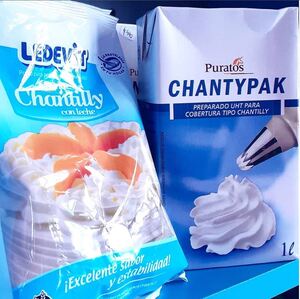 LEDEVIT
Chantilly
con leche
¡Excelente sabor
y estabilidad!
Puratos
CHANTYPAK
PREPARADO UHT PARA
COBERTURA TIPO CHANTILLY
1L